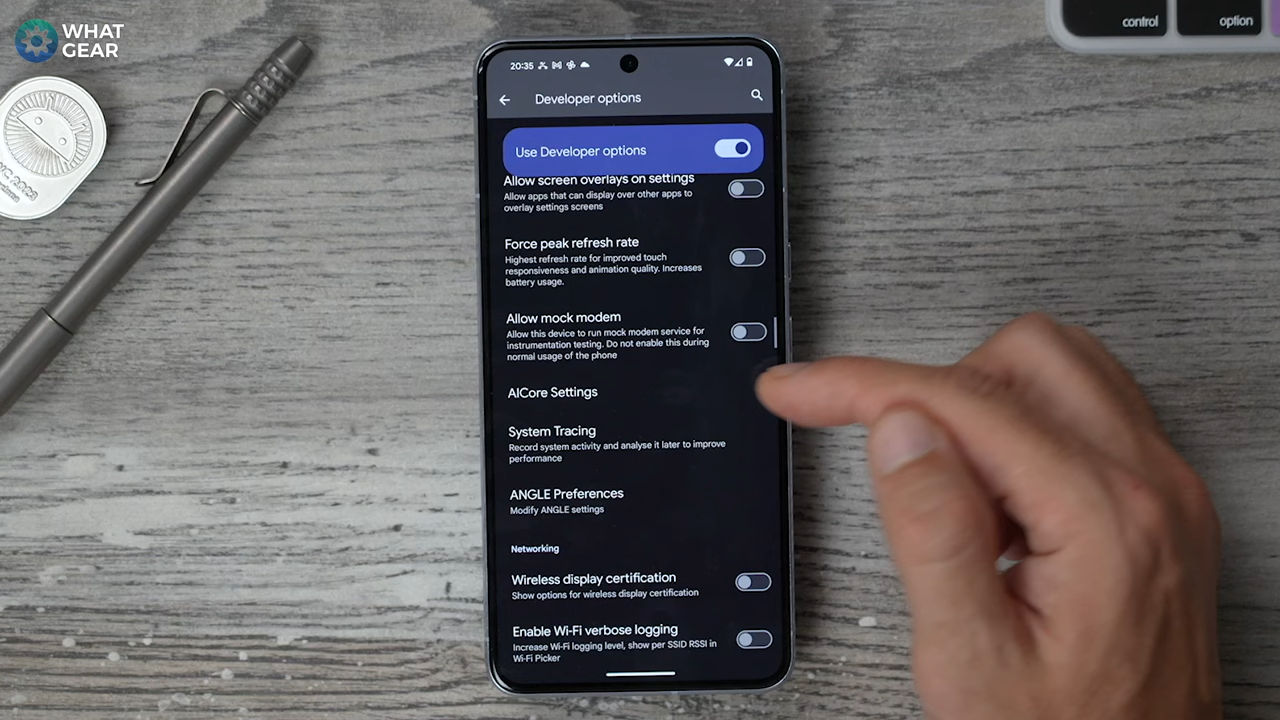 WHAT
GEAR
control
option
20:35
Developer options
Use Developer options
Allow screen overlays on settings
Allow apps that can display over other apps to
overlay settings screens
Force peak refresh rate
Highest refresh rate for improved touch
responsiveness and animation quality. Increases
battery usage.
Allow mock modem
Allow this device to run mock modem service for
instrumentation testing. Do not enable this during
normal usage of the phone
AICore Settings
System Tracing
Record system activity and analyse it later to improve
performance
ANGLE Preferences
Modify ANGLE settings
Networking
Wireless display certification
Show options for wireless display certification
Enable Wi-Fi verbose logging
Increase Wi-Fi logging level, show per SSID RSSI in
Wi-Fi Picker